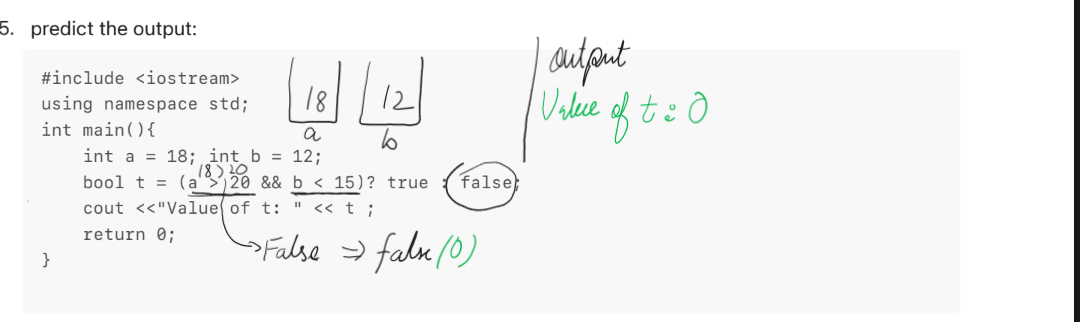 5. predict the output:
#include <iostream>
using namespace std;
int main(){
int a = 18; int b = 12;
bool t = (a > 20 && b < 15)? true : false;
cout <<"Value of t: " << t ;
return 0;
}
18
a
12
b
18 > 20
False ⇒ false (0)
output
Value of t: 0